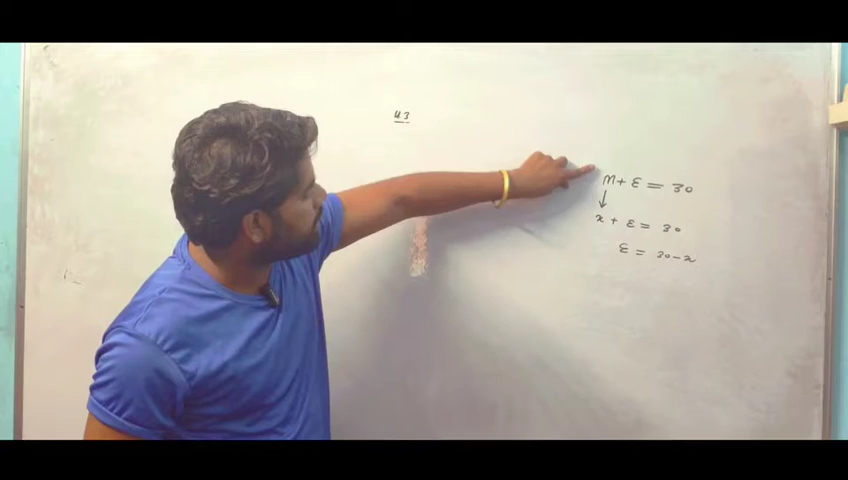 43
M + E = 30
x + E = 30
E = 30 - x